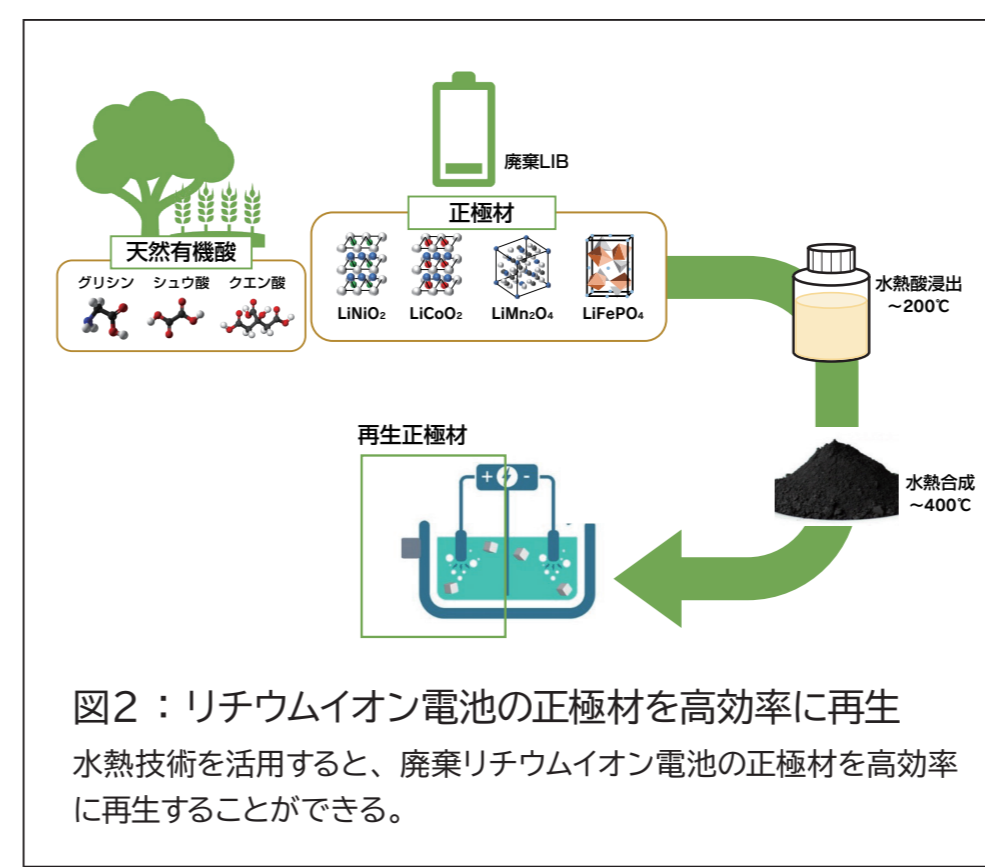 廃棄LIB
天然有機酸
グリシン シュウ酸 クエン酸
正極材
LiNiO₂ LiCoO₂ LiMn₂O₄ LiFePO₄
水熱酸浸出
~200℃
水熱合成
~400℃
再生正極材
+ -
図2：リチウムイオン電池の正極材を高効率に再生
水熱技術を活用すると、廃棄リチウムイオン電池の正極材を高効率
に再生することができる。